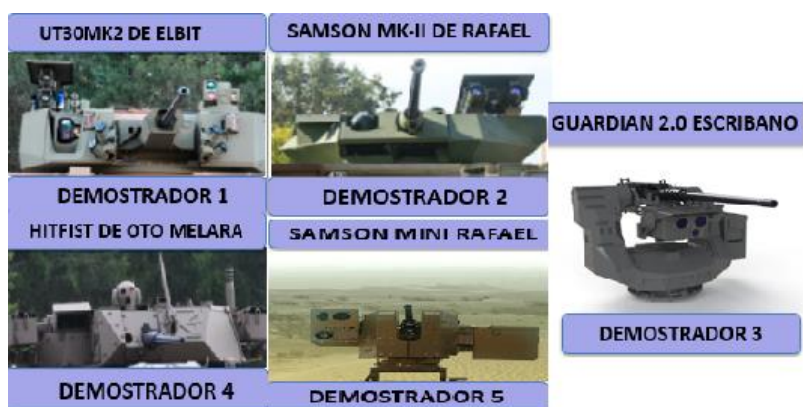 UT30MK2 DE ELBIT
SAMSON MK-II DE RAFAEL
GUARDIAN 2.0 ESCRIBANO
DEMOSTRADOR 1
DEMOSTRADOR 2
HITFIST DE OTO MELARA
SAMSON MINI RAFAEL
DEMOSTRADOR 3
DEMOSTRADOR 4
DEMOSTRADOR 5